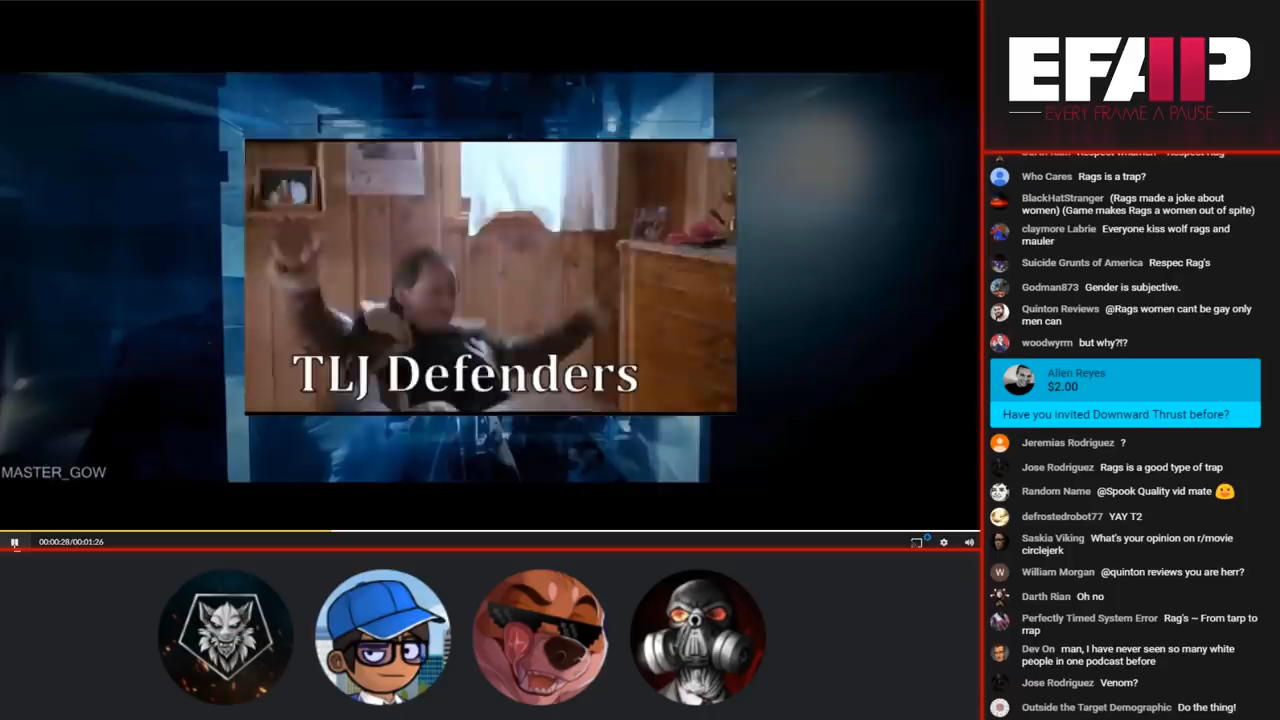 TLJ Defenders
MASTER_GOW
00:00:28/00:01:26
EFAP
EVERY FRAME A PAUSE
Who Cares Rags is a trap?
BlackHatStranger (Rags made a joke about
women) (Game makes Rags a women out of spite)
claymore Labrie Everyone kiss wolf rags and
mauler
Suicide Grunts of America Respec Rag's
Godman873 Gender is subjective.
Quinton Reviews @Rags women cant be gay only
men can
woodwyrm but why?!?
Allen Reyes
$2.00
Have you invited Downward Thrust before?
Jeremias Rodriguez ?
Jose Rodriguez Rags is a good type of trap
Random Name @Spook Quality vid mate
defrostedrobot77 YAY T2
Saskia Viking What's your opinion on r/movie
circlejerk
W
William Morgan @quinton reviews you are herr?
Darth Rian Oh no
Perfectly Timed System Error Rag's ~ From tarp to
rrap
Dev On man, I have never seen so many white
people in one podcast before
Jose Rodriguez Venom?
Outside the Target Demographic Do the thing!